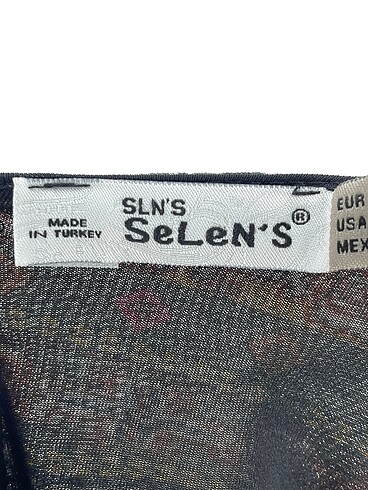 MADE
IN TURKEY
SLN'S
SeLeN'S®
EUR
USA
MEX